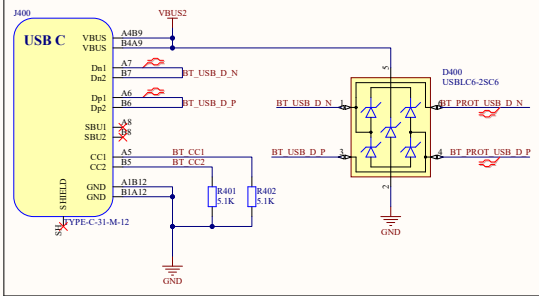 J400
VBUS2
USB C
VBUS A4B9
VBUS B4A9
Dn1 A7
Dn2 B7 BT_USB_D_N
Dp1 A6
Dp2 B6 BT_USB_D_P
SBU1 A8
SBU2 B8
CC1 A5 BT_CC1
CC2 B5 BT_CC2
GND A1B12
GND B1A12
SHIELD
SH
TYPE-C-31-M-12
R401
5.1K
R402
5.1K
GND
D400
USBLC6-2SC6
5
BT_USB_D_N 1
6 BT_PROT_USB_D_N
BT_USB_D_P 3
4 BT_PROT_USB_D_P
2
GND